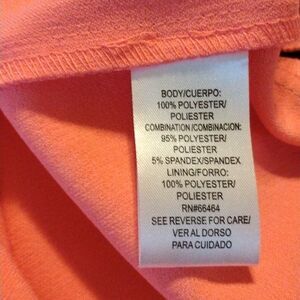 BODY/CUERPO:
100% POLYESTER/
POLIESTER
COMBINATION/COMBINACION:
95% POLYESTER/
POLIESTER
5% SPANDEX/SPANDEX
LINING/FORRO:
100% POLYESTER/
POLIESTER
RN#66464
SEE REVERSE FOR CARE/
VER AL DORSO
PARA CUIDADO